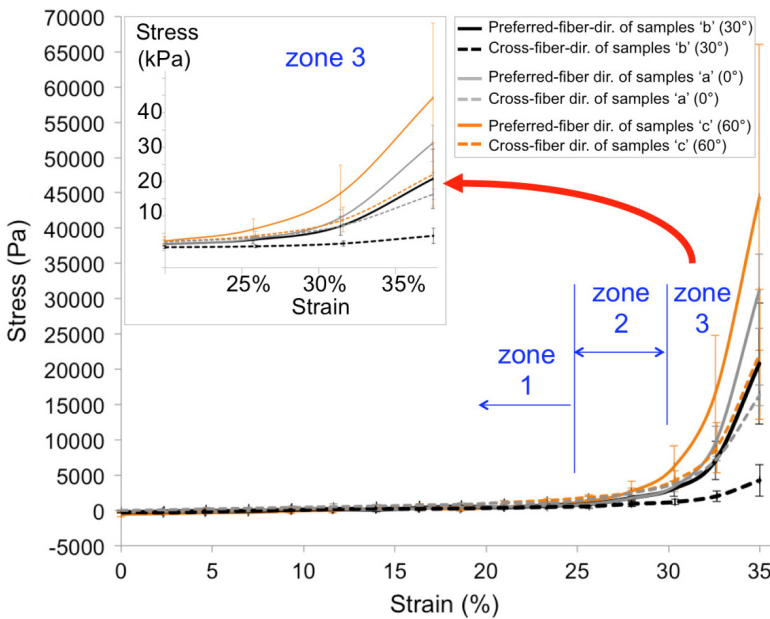 70000
65000
60000
55000
50000
45000
40000
35000
30000
25000
20000
15000
10000
5000
0
-5000
Stress (Pa)
Stress
(kPa)
zone 3
40
30
20
10
25%
30%
35%
Strain
Preferred-fiber-dir. of samples ‘b’ (30°)
Cross-fiber-dir. of samples ‘b’ (30°)
Preferred-fiber dir. of samples ‘a’ (0°)
Cross-fiber dir. of samples ‘a’ (0°)
Preferred-fiber dir. of samples ‘c’ (60°)
Cross-fiber dir. of samples ‘c’ (60°)
zone
1
zone
2
zone
3
0
5
10
15
20
25
30
35
Strain (%)